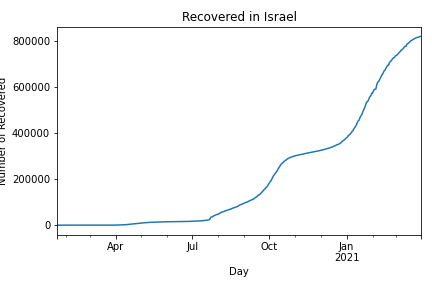 Recovered in Israel
Number of Recovered
800000
600000
400000
200000
0
Apr
Jul
Oct
Jan
2021
Day